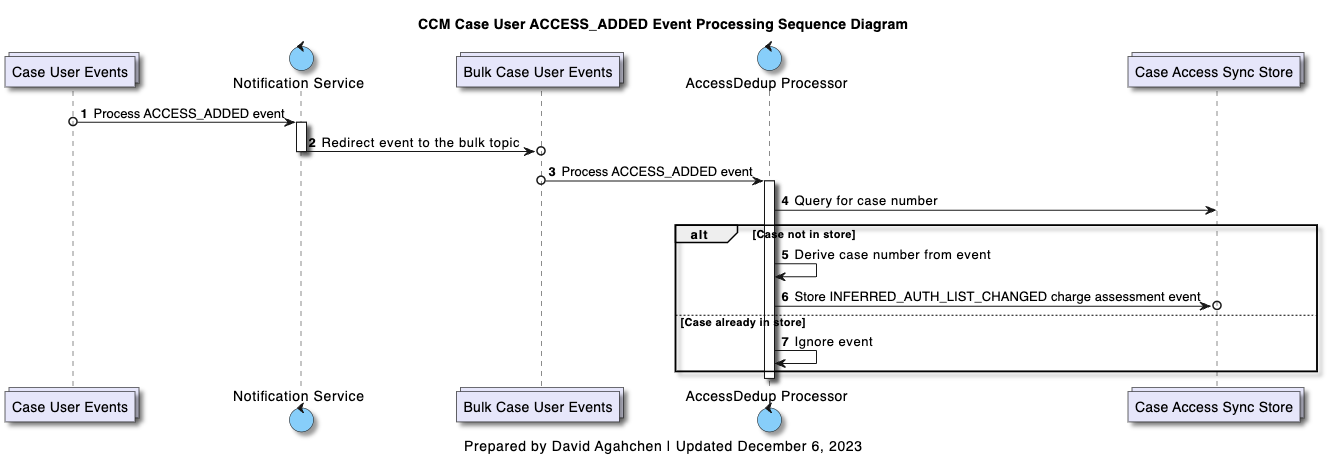 CCM Case User ACCESS_ADDED Event Processing Sequence Diagram
Case User Events
Notification Service
Bulk Case User Events
AccessDedup Processor
Case Access Sync Store
1 Process ACCESS_ADDED event
2 Redirect event to the bulk topic
3 Process ACCESS_ADDED event
4 Query for case number
alt [Case not in store]
5 Derive case number from event
6 Store INFERRED_AUTH_LIST_CHANGED charge assessment event
[Case already in store]
7 Ignore event
Case User Events
Notification Service
Bulk Case User Events
AccessDedup Processor
Case Access Sync Store
Prepared by David Agahchen | Updated December 6, 2023